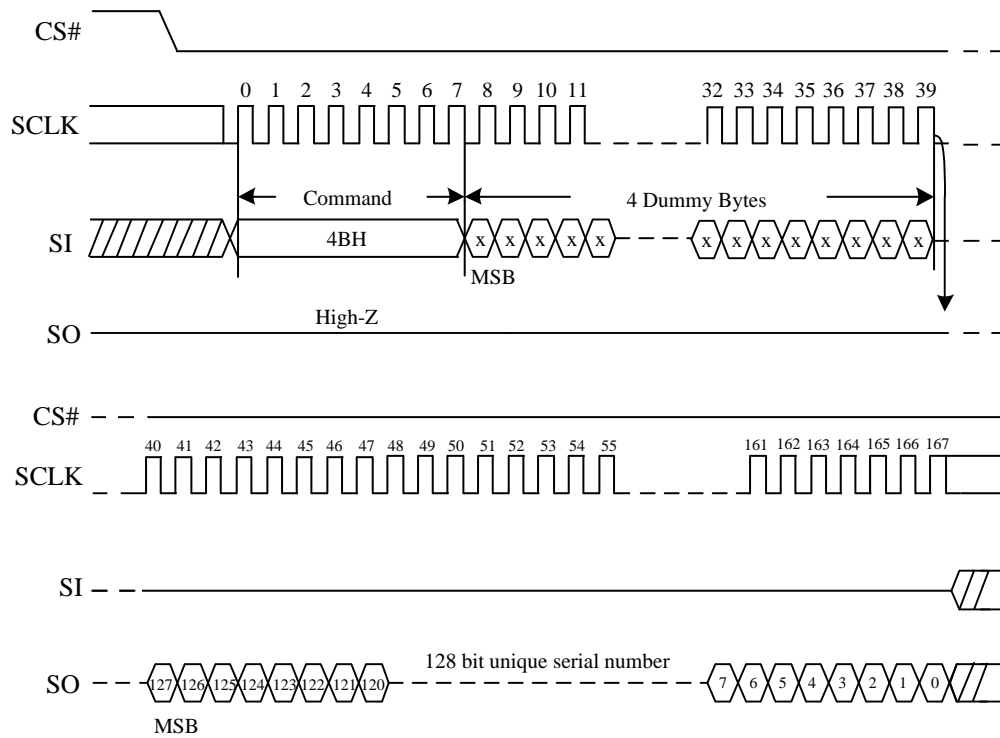 CS#
0 1 2 3 4 5 6 7 8 9 10 11 32 33 34 35 36 37 38 39
SCLK
Command 4 Dummy Bytes
SI 4BH x x x x x x x x x x x x x
MSB
High-Z
SO
CS#
40 41 42 43 44 45 46 47 48 49 50 51 52 53 54 55 161 162 163 164 165 166 167
SCLK
SI
128 bit unique serial number
SO 127 126 125 124 123 122 121 120 7 6 5 4 3 2 1 0
MSB